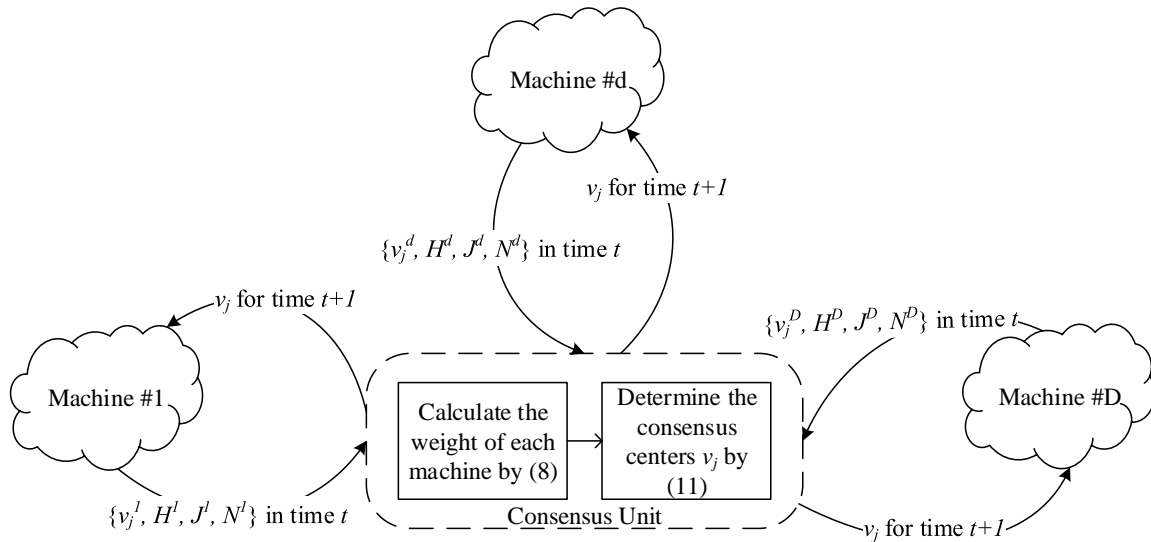 Machine #d
v_j for time t+1
{v_j^d, H^d, J^d, N^d} in time t
v_j for time t+1
{v_j^D, H^D, J^D, N^D} in time t
Machine #1
Machine #D
Calculate the
weight of each
machine by (8)
Determine the
consensus
centers v_j by
(11)
{v_j^1, H^1, J^1, N^1} in time t
Consensus Unit
v_j for time t+1